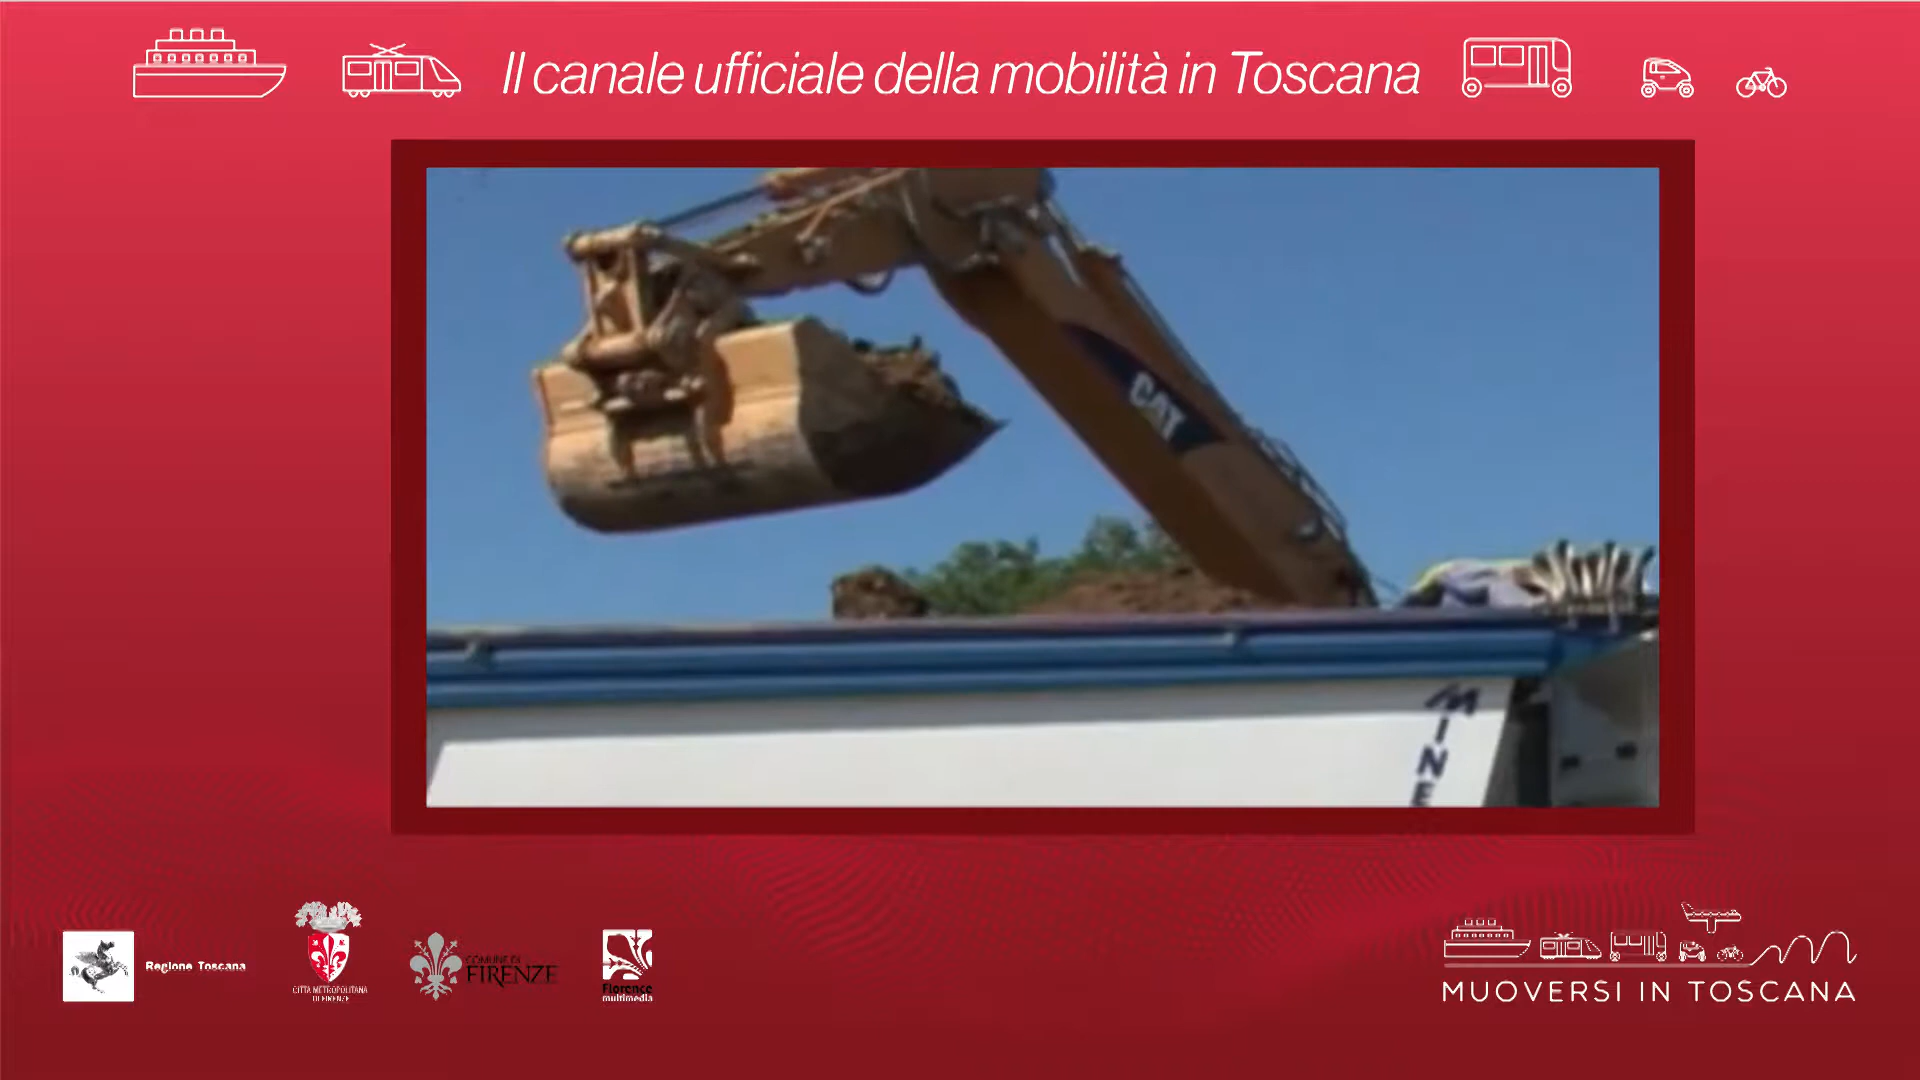 Il canale ufficiale della mobilità in Toscana
CAT
MINE
Regione Toscana
CITTÀ METROPOLITANA
DI FIRENZE
COMUNE DI
FIRENZE
Florence
multimedia
MUOVERSI IN TOSCANA